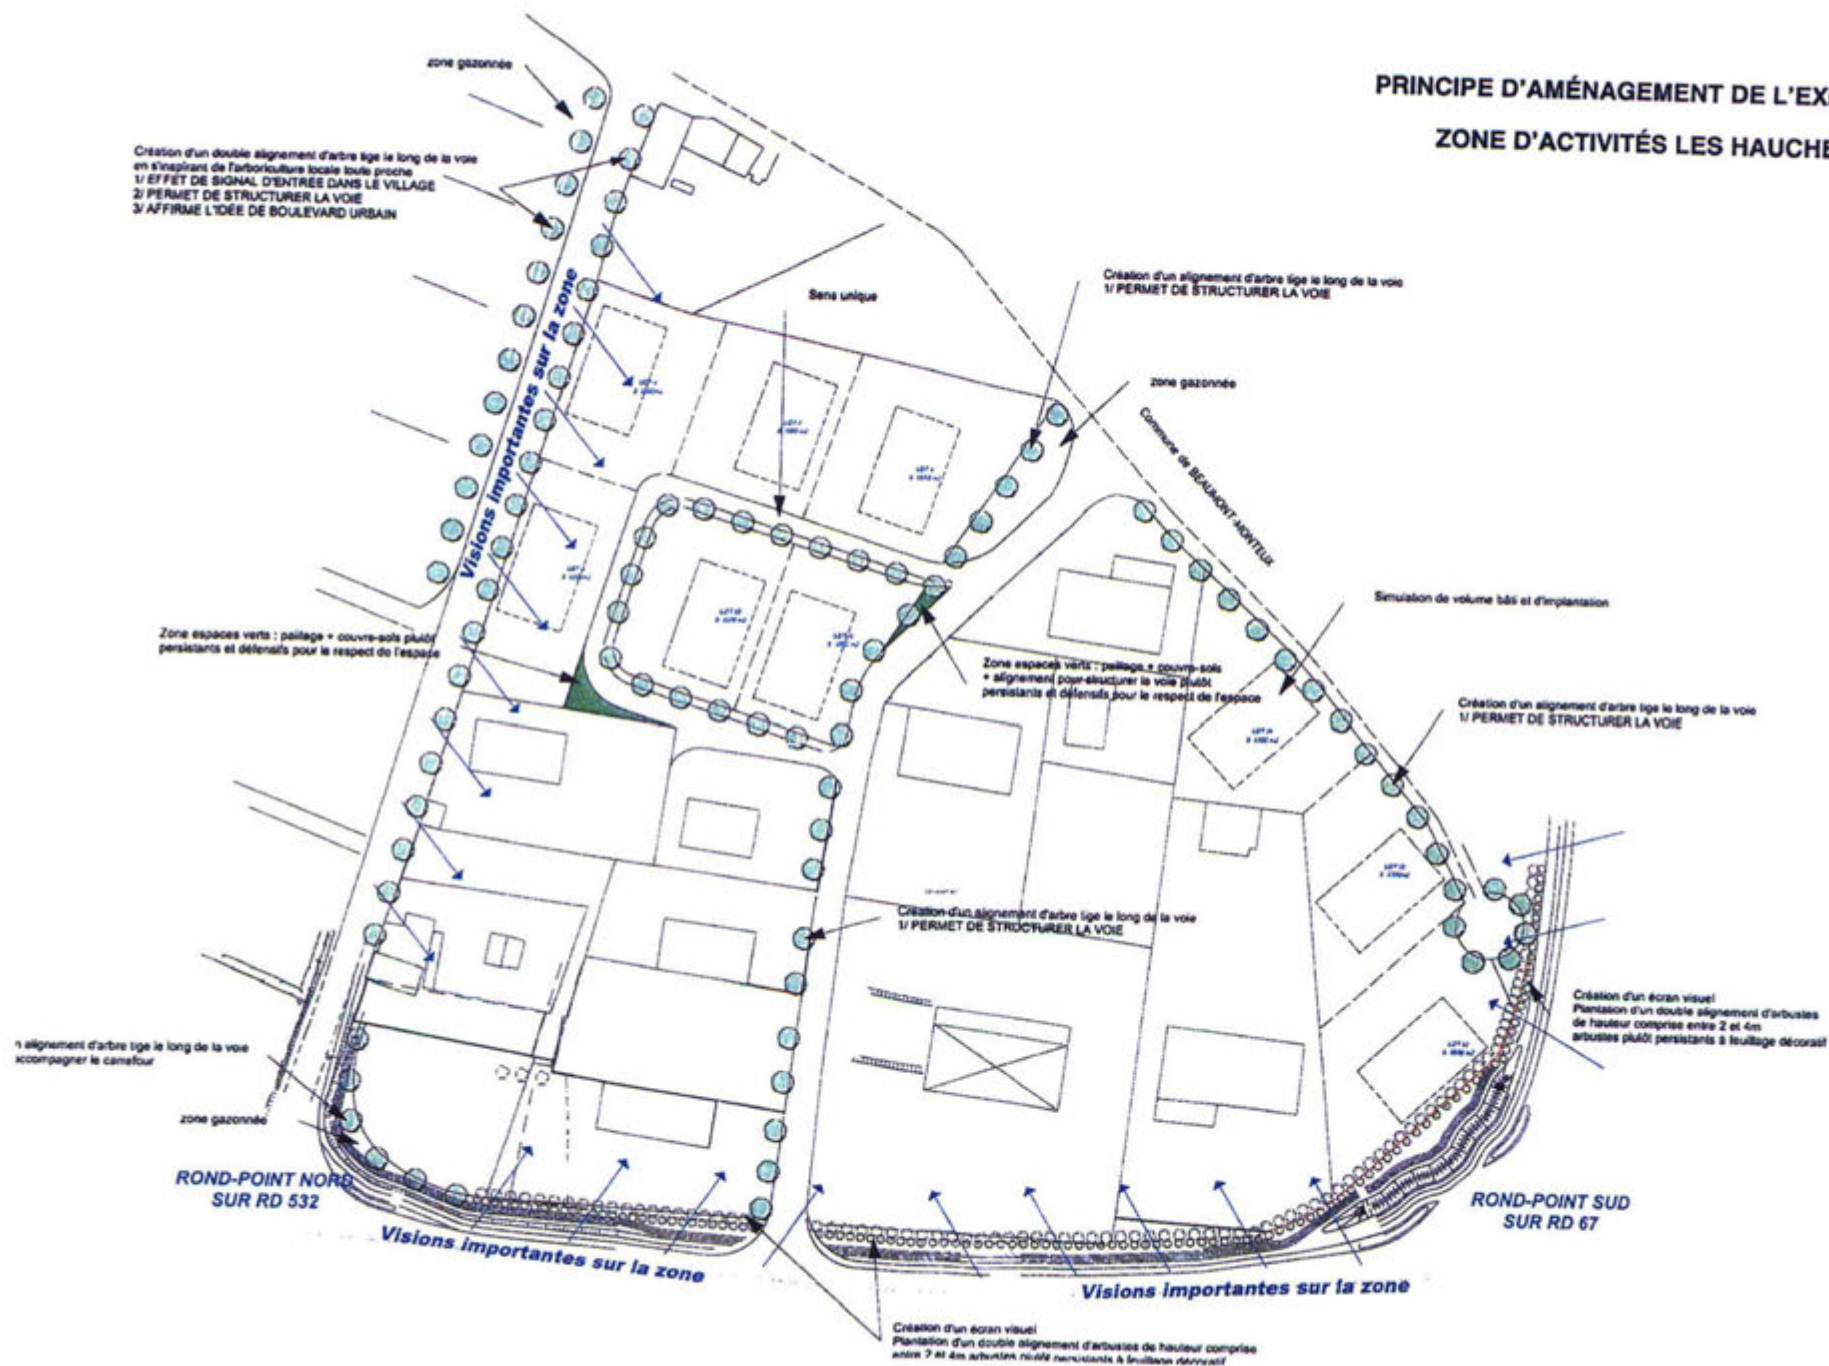 PRINCIPE D'AMÉNAGEMENT DE L'EX
ZONE D'ACTIVITÉS LES HAUCHE
zone gazonnée
Création d'un double alignement d'arbre tige le long de la voie
en s'inspirant de l'arboriculture locale toute proche
1/ EFFET DE SIGNAL D'ENTREE DANS LE VILLAGE
2/ PERMET DE STRUCTURER LA VOIE
3/ AFFIRME L'IDÉE DE BOULEVARD URBAIN
Visions importantes sur la zone
Sens unique
Création d'un alignement d'arbre tige le long de la voie
1/ PERMET DE STRUCTURER LA VOIE
zone gazonnée
Commune de BEAUMONT-MONTEUX
Simulation de volume bâti et d'implantation
Zone espaces verts : paillage + couvre-sols plutôt
persistants et défensifs pour le respect de l'espace
Zone espaces verts : paillage + couvre-sols
+ alignement pour structurer la voie plutôt
persistants et défensifs pour le respect de l'espace
Création d'un alignement d'arbre tige le long de la voie
1/ PERMET DE STRUCTURER LA VOIE
Création d'un alignement d'arbre tige le long de la voie
1/ PERMET DE STRUCTURER LA VOIE
Création d'un écran visuel
Plantation d'un double alignement d'arbustes
de hauteur comprise entre 2 et 4m
arbustes plutôt persistants à feuillage décoratif
n alignement d'arbre tige le long de la voie
accompagner le carrefour
zone gazonnée
ROND-POINT NORD
SUR RD 532
Visions importantes sur la zone
ROND-POINT SUD
SUR RD 67
Visions importantes sur la zone
Création d'un écran visuel
Plantation d'un double alignement d'arbustes de hauteur comprise
entre 2 et 4m arbustes plutôt persistants à feuillage décoratif